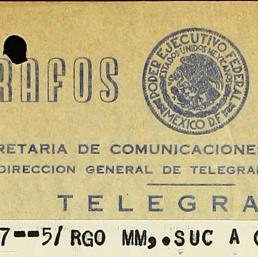 RAFOS
PODER EJECUTIVO FEDERAL
ESTADOS UNIDOS MEXICANOS
MEXICO D.F.
RETARIA DE COMUNICACIONES
DIRECCION GENERAL DE TELEGRA
TELEGRA
7--5/ RGO MM,.SUC A